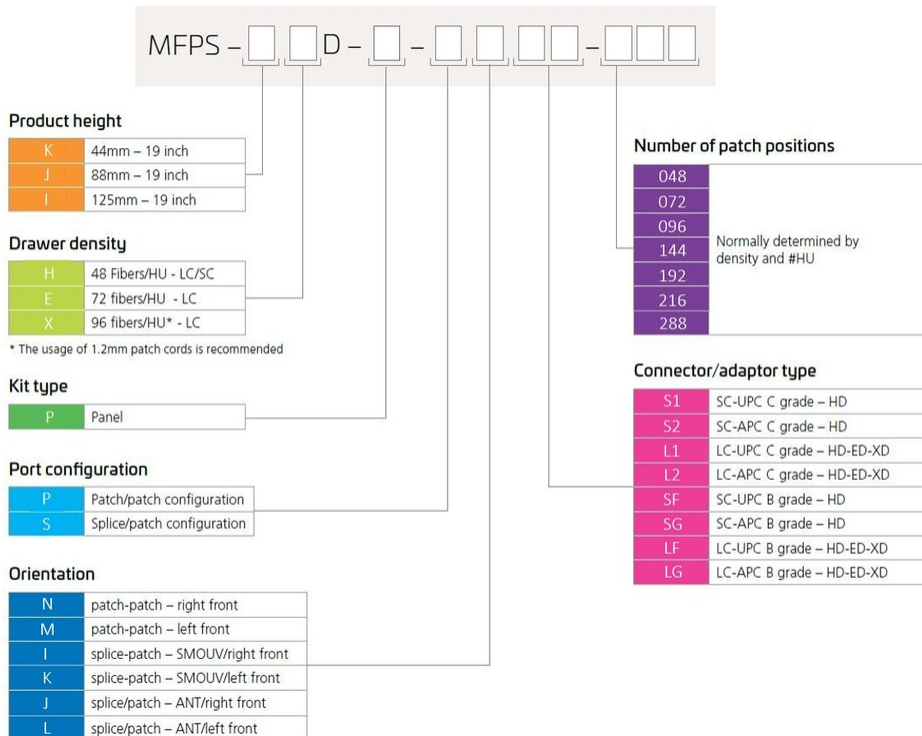 MFPS – D – – –
Product height
K 44mm – 19 inch
J 88mm – 19 inch
I 125mm – 19 inch
Drawer density
H 48 Fibers/HU - LC/SC
E 72 fibers/HU - LC
X 96 fibers/HU* - LC
* The usage of 1.2mm patch cords is recommended
Kit type
P Panel
Port configuration
P Patch/patch configuration
S Splice/patch configuration
Orientation
N patch-patch – right front
M patch-patch – left front
I splice-patch – SMOUV/right front
K splice-patch – SMOUV/left front
J splice/patch – ANT/right front
L splice/patch – ANT/left front
Number of patch positions
048
072
096
144
192
216
288
Normally determined by
density and #HU
Connector/adaptor type
S1 SC-UPC C grade – HD
S2 SC-APC C grade – HD
L1 LC-UPC C grade – HD-ED-XD
L2 LC-APC C grade – HD-ED-XD
SF SC-UPC B grade – HD
SG SC-APC B grade – HD
LF LC-UPC B grade – HD-ED-XD
LG LC-APC B grade – HD-ED-XD